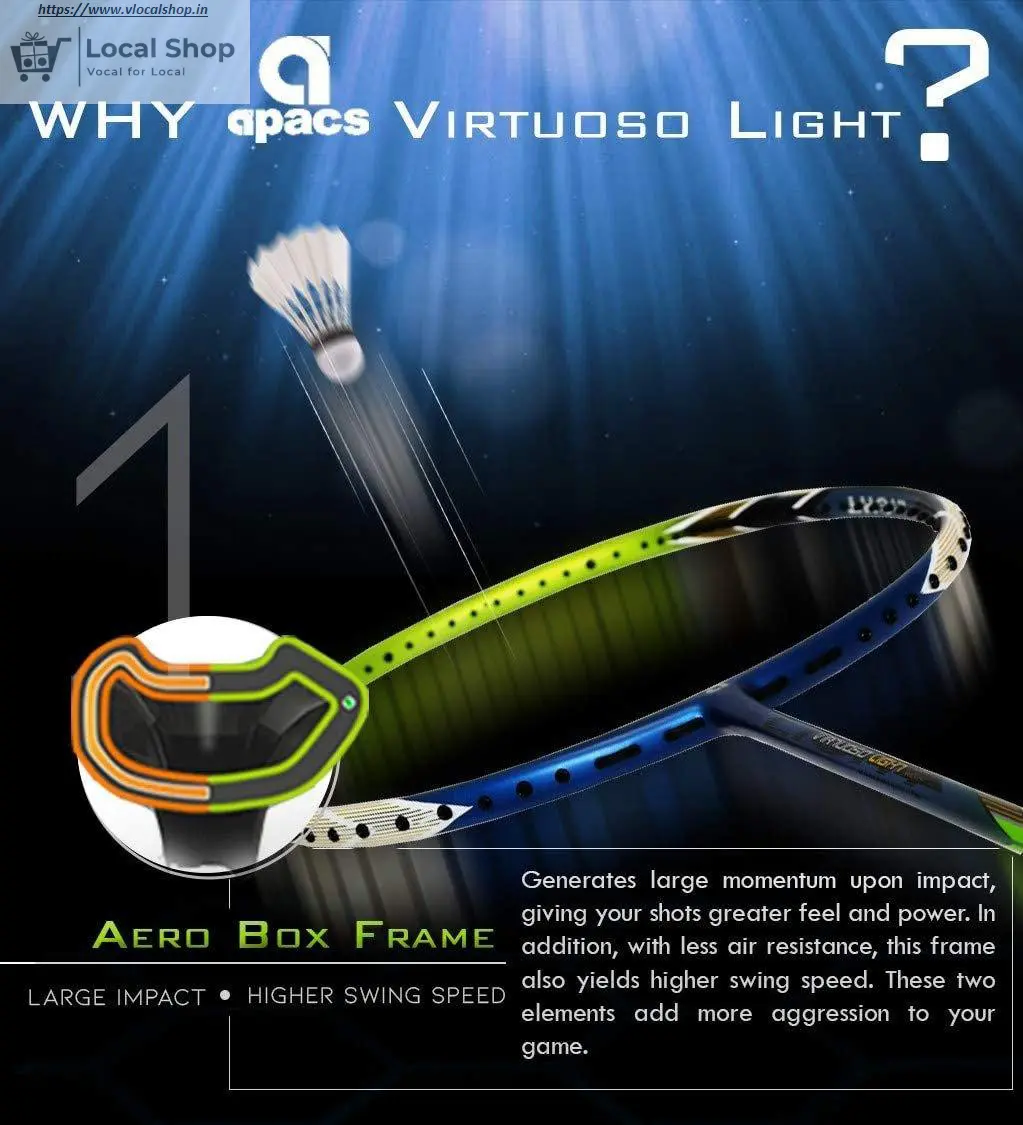 https://www.vlocalshop.in
Local Shop
Vocal for Local
WHY apacs VIRTUOSO LIGHT?
1
VIRTUOSO LIGHT
AERO BOX FRAME
LARGE IMPACT • HIGHER SWING SPEED
Generates large momentum upon impact,
giving your shots greater feel and power. In
addition, with less air resistance, this frame
also yields higher swing speed. These two
elements add more aggression to your
game.